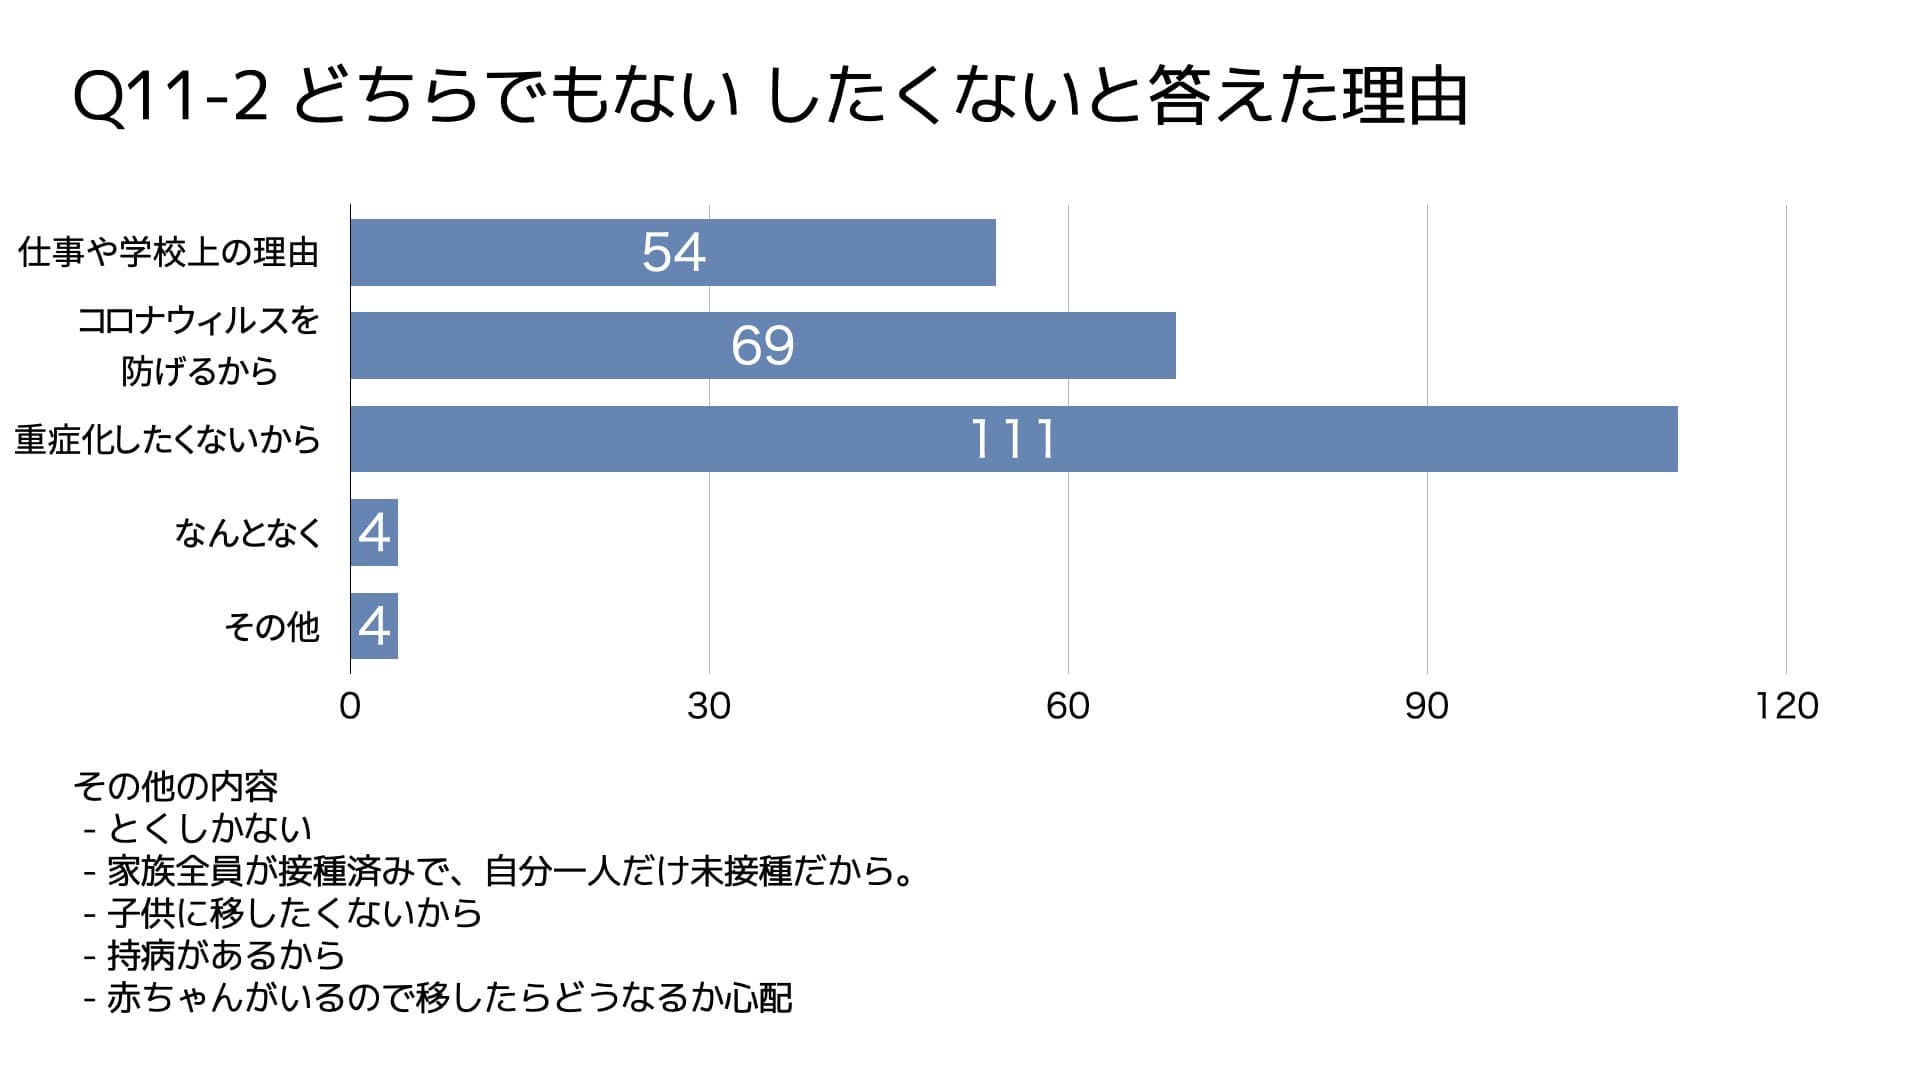 Q11-2 どちらでもない したくないと答えた理由
仕事や学校上の理由
54
コロナウィルスを
防げるから
69
重症化したくないから
111
なんとなく
4
その他
4
0 30 60 90 120
その他の内容
- とくしかない
- 家族全員が接種済みで、自分一人だけ未接種だから。
- 子供に移したくないから
- 持病があるから
- 赤ちゃんがいるので移したらどうなるか心配